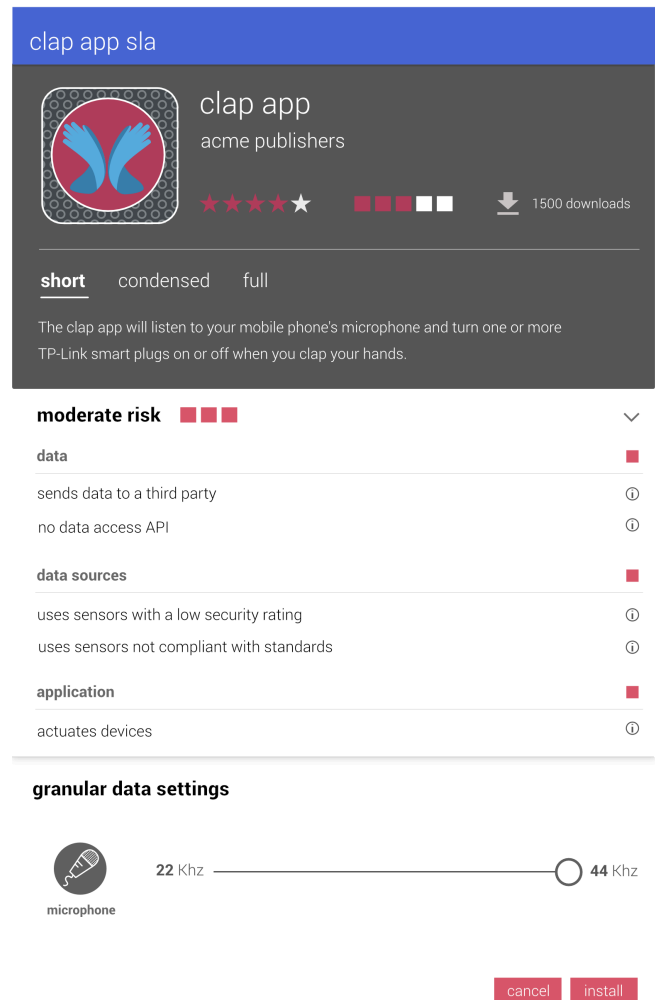 clap app sla
clap app
acme publishers
1500 downloads
short condensed full
The clap app will listen to your mobile phone's microphone and turn one or more
TP-Link smart plugs on or off when you clap your hands.
moderate risk
data
sends data to a third party
no data access API
data sources
uses sensors with a low security rating
uses sensors not compliant with standards
application
actuates devices
granular data settings
22 Khz 44 Khz
microphone
cancel install